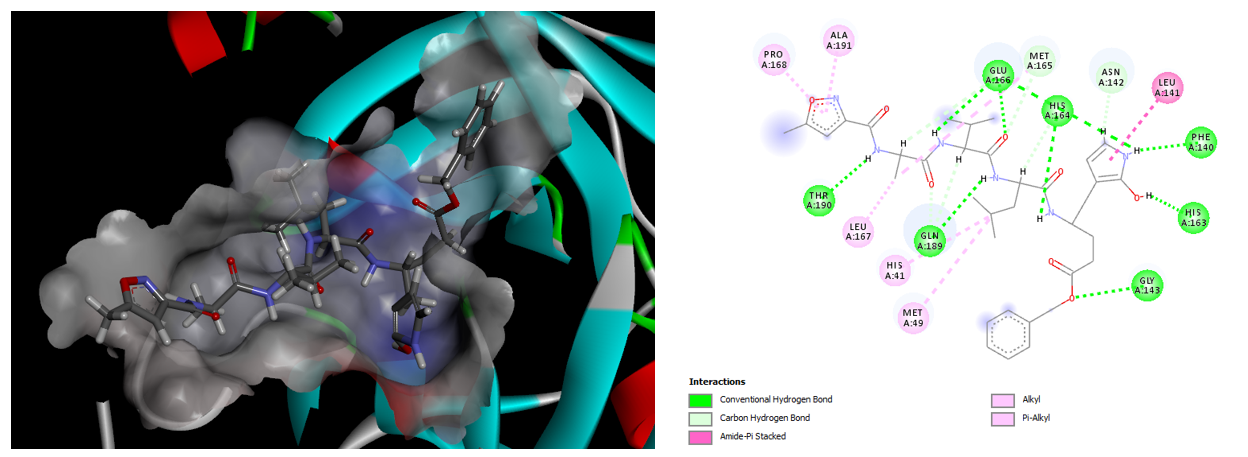 ALA
A:191
PRO
A:168
GLU
A:166
MET
A:165
ASN
A:142
LEU
A:141
HIS
A:164
PHE
A:140
THR
A:190
LEU
A:167
GLN
A:189
HIS
A:163
HIS
A:41
GLY
A:143
MET
A:49
O
N
O
N
H
H
N
O
O
N
H
H
H
O
N
H
H
N
H
O
H
O
O
H
Interactions
Conventional Hydrogen Bond
Carbon Hydrogen Bond
Amide-Pi Stacked
Alkyl
Pi-Alkyl